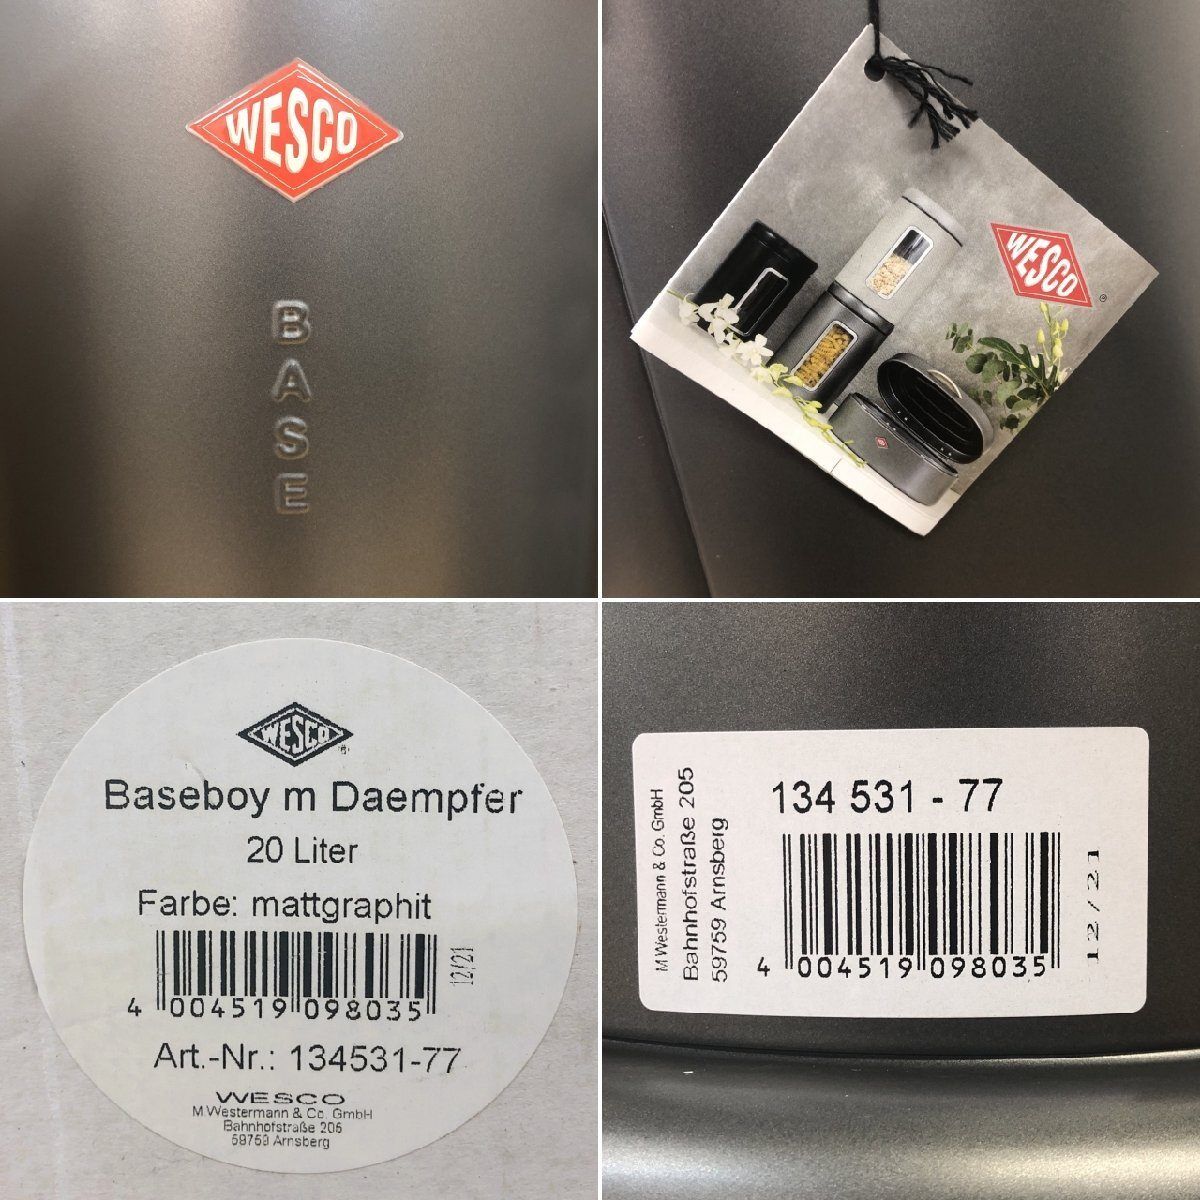 WESCO
BASE
WESCO
®
WESCO
®
Baseboy m Daempfer
20 Liter
Farbe: mattgraphit
12/21
4 004519 098035
Art.-Nr.: 134531-77
WESCO
M.Westermann & Co. GmbH
Bahnhofstraße 205
59759 Arnsberg
M.Westermann & Co. GmbH
Bahnhofstraße 205
59759 Arnsberg
134 531 - 77
4 004519 098035
12/21